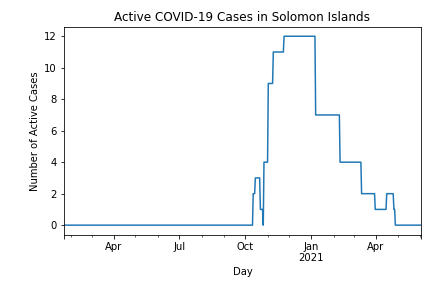 Active COVID-19 Cases in Solomon Islands
12
10
8
6
4
2
0
Number of Active Cases
Apr
Jul
Oct
Jan
2021
Apr
Day